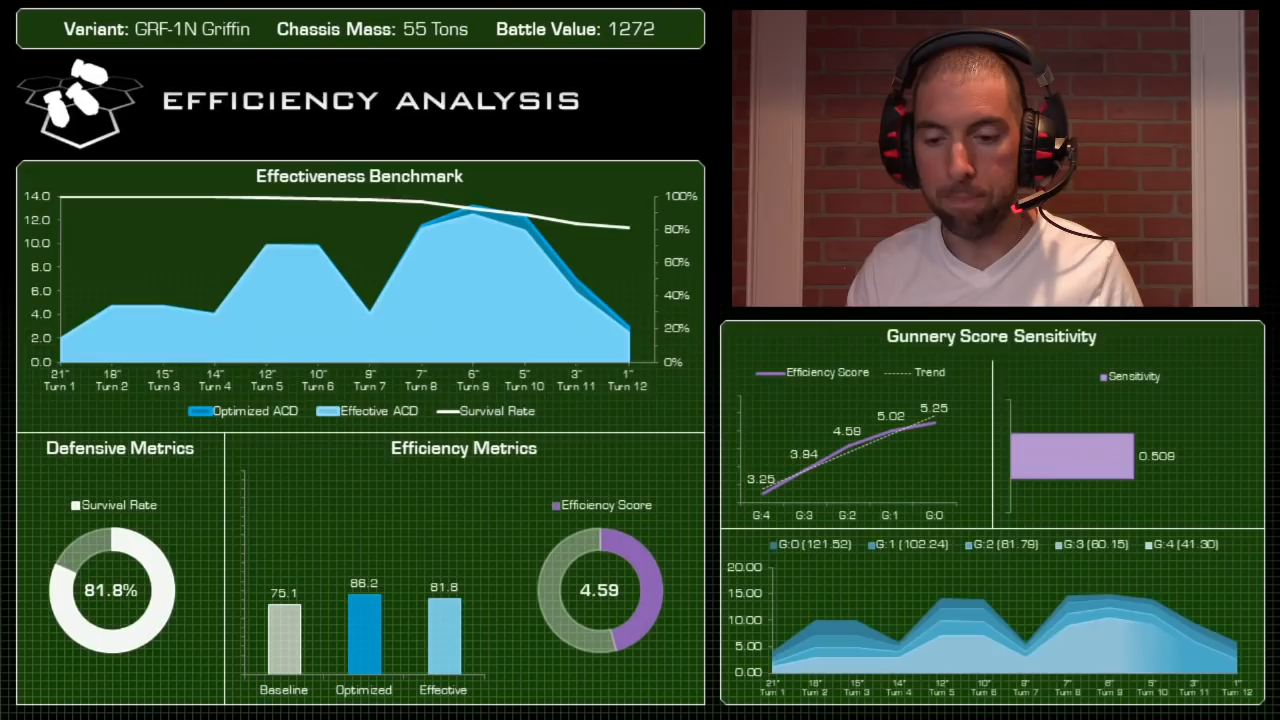 Variant: GRF-1N Griffin Chassis Mass: 55 Tons Battle Value: 1272
EFFICIENCY ANALYSIS
Effectiveness Benchmark
14.0 100%
12.0 80%
10.0
8.0 60%
6.0 40%
4.0
2.0 20%
0.0 0%
21" 18" 15" 14" 12" 10" 9" 7" 6" 5" 3" 1"
Turn 1 Turn 2 Turn 3 Turn 4 Turn 5 Turn 6 Turn 7 Turn 8 Turn 9 Turn 10 Turn 11 Turn 12
Optimized ACD Effective ACD Survival Rate
Defensive Metrics
Survival Rate
81.8%
Efficiency Metrics
75.1 86.2 81.8
Baseline Optimized Effective
Efficiency Score
4.59
Gunnery Score Sensitivity
Efficiency Score Trend
3.25 3.94 4.59 5.02 5.25
G:4 G:3 G:2 G:1 G:0
Sensitivity
0.509
G:0 (121.52) G:1 (102.24) G:2 (81.79) G:3 (60.15) G:4 (41.30)
20.00
15.00
10.00
5.00
0.00
21" 18" 15" 14" 12" 10" 9" 7" 6" 5" 3" 1"
Turn 1 Turn 2 Turn 3 Turn 4 Turn 5 Turn 6 Turn 7 Turn 8 Turn 9 Turn 10 Turn 11 Turn 12